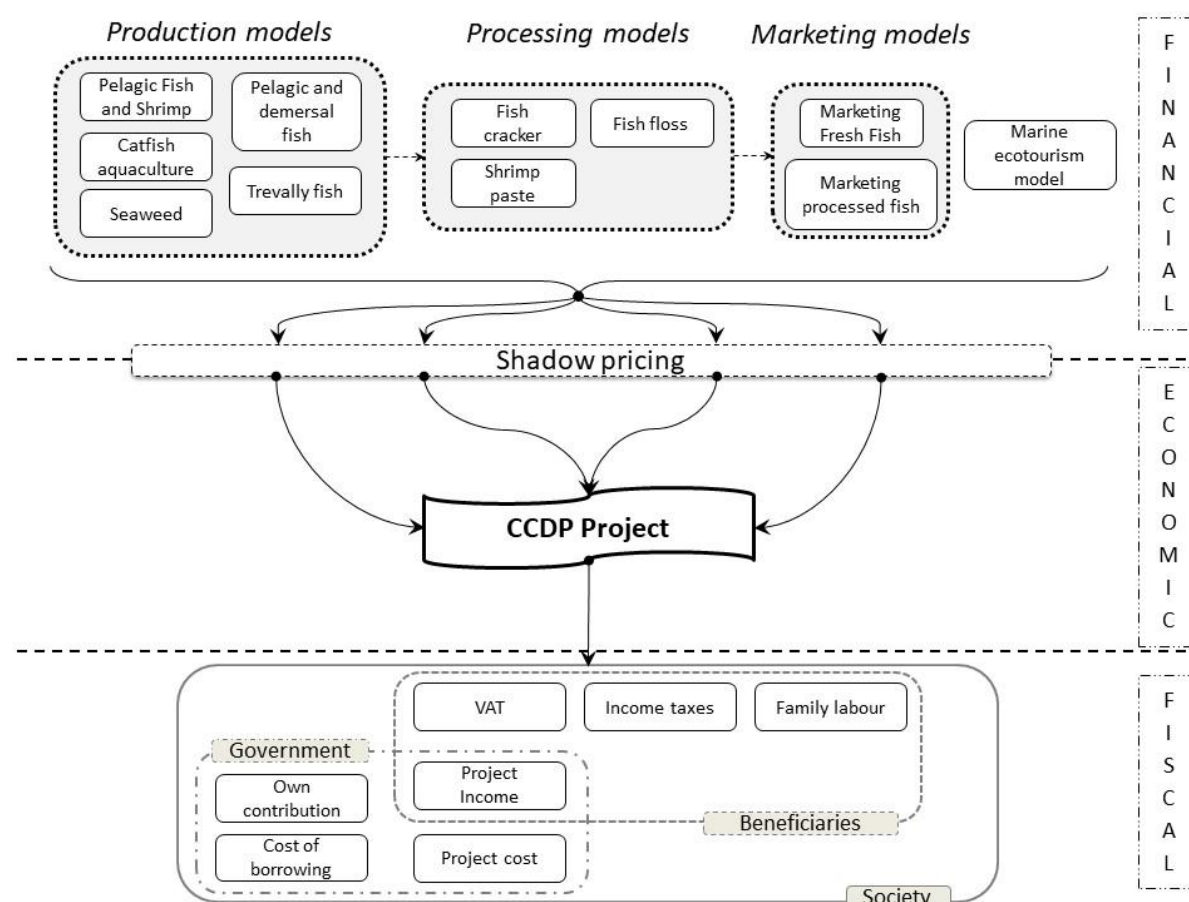 Production models
Processing models
Marketing models
Pelagic Fish
and Shrimp
Pelagic and
demersal
fish
Catfish
aquaculture
Trevally fish
Seaweed
Fish
cracker
Fish floss
Shrimp
paste
Marketing
Fresh Fish
Marketing
processed fish
Marine
ecotourism
model
F
I
N
A
N
C
I
A
L
Shadow pricing
CCDP Project
E
C
O
N
O
M
I
C
VAT
Income taxes
Family labour
Government
Own
contribution
Project
Income
Beneficiaries
Cost of
borrowing
Project cost
Society
F
I
S
C
A
L